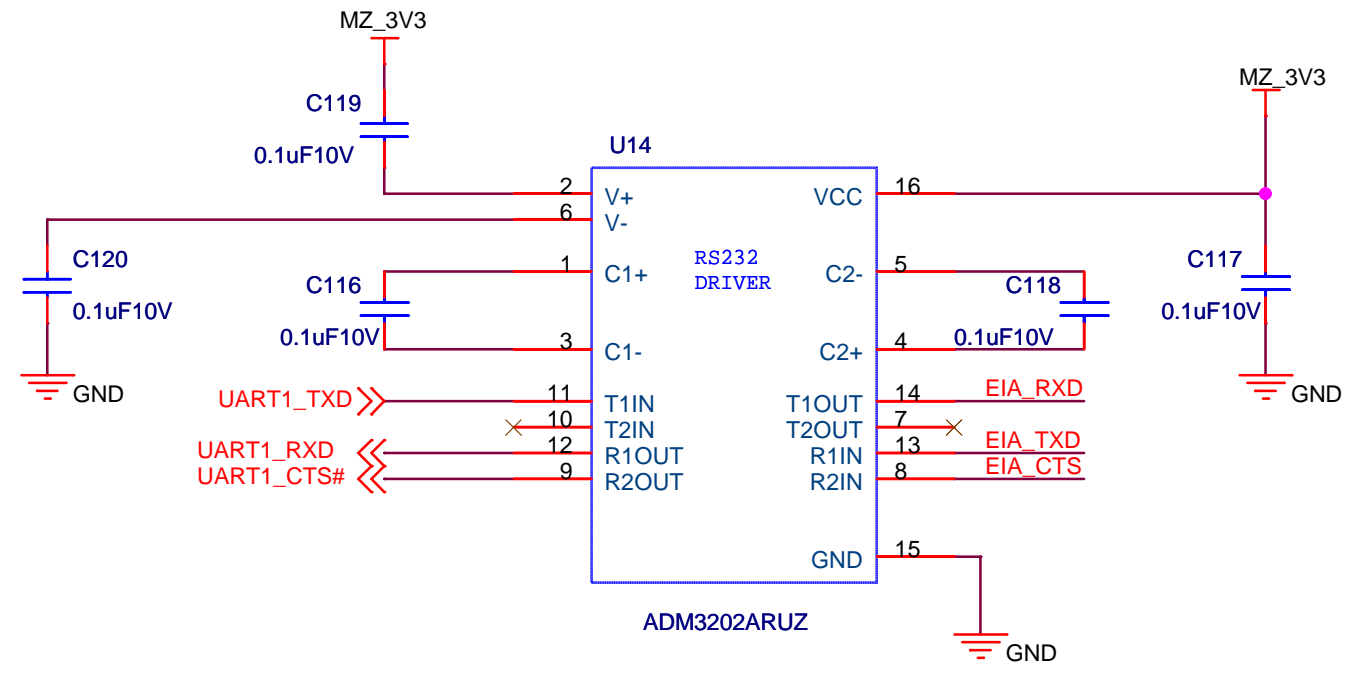 MZ_3V3
MZ_3V3
C119
0.1uF10V
U14
2 V+ VCC 16
6 V-
C120
0.1uF10V
RS232
DRIVER
C117
0.1uF10V
1 C1+ C2- 5
C116
0.1uF10V
C118
0.1uF10V
3 C1- C2+ 4
GND
GND
UART1_TXD 11 T1IN T1OUT 14 EIA_RXD
10 T2IN T2OUT 7
UART1_RXD 12 R1OUT R1IN 13 EIA_TXD
UART1_CTS# 9 R2OUT R2IN 8 EIA_CTS
GND 15
ADM3202ARUZ
GND